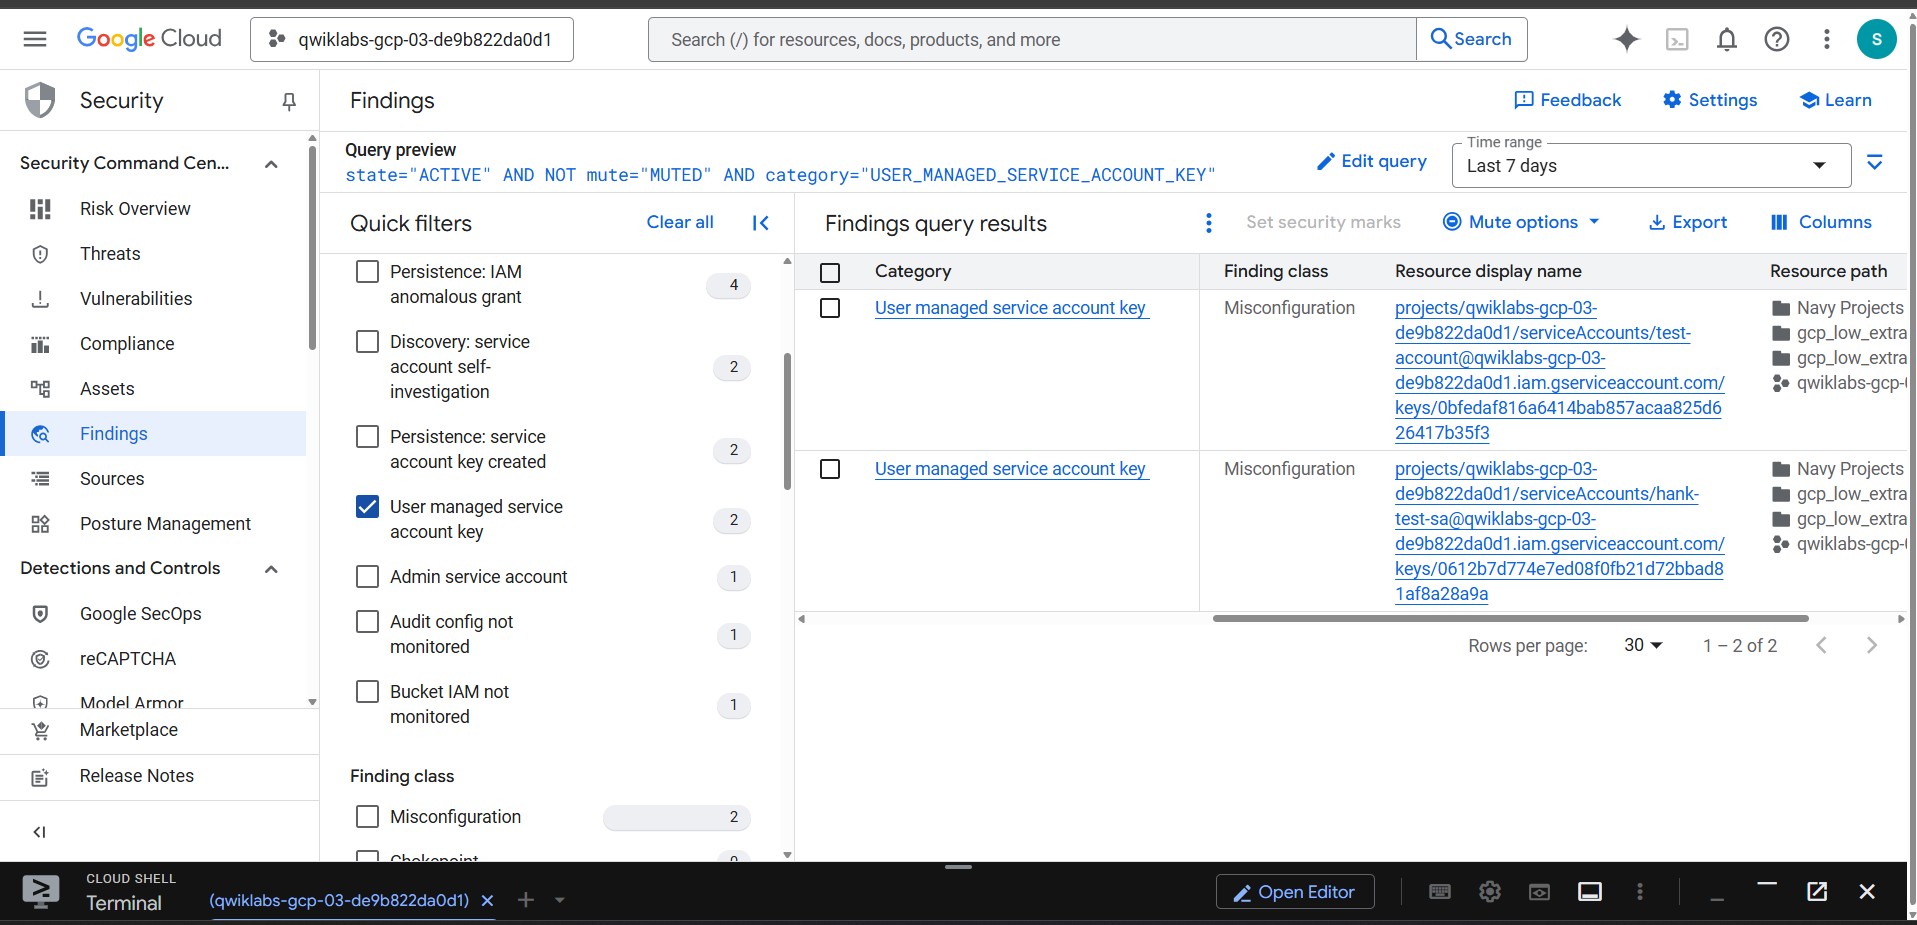 Google Cloud
qwiklabs-gcp-03-de9b822da0d1
Search (/) for resources, docs, products, and more
Search
S
Security
Findings
Feedback
Settings
Learn
Security Command Cen...
Risk Overview
Threats
Vulnerabilities
Compliance
Assets
Findings
Sources
Posture Management
Detections and Controls
Google SecOps
reCAPTCHA
Model Armor
Marketplace
Release Notes
Query preview
state="ACTIVE" AND NOT mute="MUTED" AND category="USER_MANAGED_SERVICE_ACCOUNT_KEY"
Edit query
Time range
Last 7 days
Quick filters
Clear all
Persistence: IAM
anomalous grant
4
Discovery: service
account self-
investigation
2
Persistence: service
account key created
2
User managed service
account key
2
Admin service account
1
Audit config not
monitored
1
Bucket IAM not
monitored
1
Finding class
Misconfiguration
2
Chokepoint
0
Findings query results
Set security marks
Mute options
Export
Columns
Category
Finding class
Resource display name
Resource path
User managed service account key
Misconfiguration
projects/qwiklabs-gcp-03-
de9b822da0d1/serviceAccounts/test-
account@qwiklabs-gcp-03-
de9b822da0d1.iam.gserviceaccount.com/
keys/0bfedaf816a6414bab857acaa825d6
26417b35f3
Navy Projects
gcp_low_extra
gcp_low_extra
qwiklabs-gcp-
User managed service account key
Misconfiguration
projects/qwiklabs-gcp-03-
de9b822da0d1/serviceAccounts/hank-
test-sa@qwiklabs-gcp-03-
de9b822da0d1.iam.gserviceaccount.com/
keys/0612b7d774e7ed08f0fb21d72bbad8
1af8a28a9a
Navy Projects
gcp_low_extra
gcp_low_extra
qwiklabs-gcp-
Rows per page:
30
1 – 2 of 2
CLOUD SHELL
Terminal
(qwiklabs-gcp-03-de9b822da0d1)
Open Editor